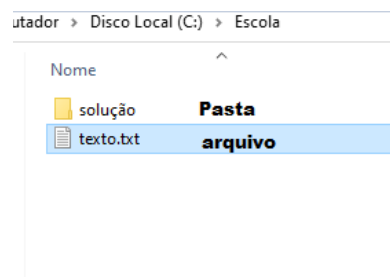 utador > Disco Local (C:) > Escola
Nome
solução Pasta
texto.txt arquivo